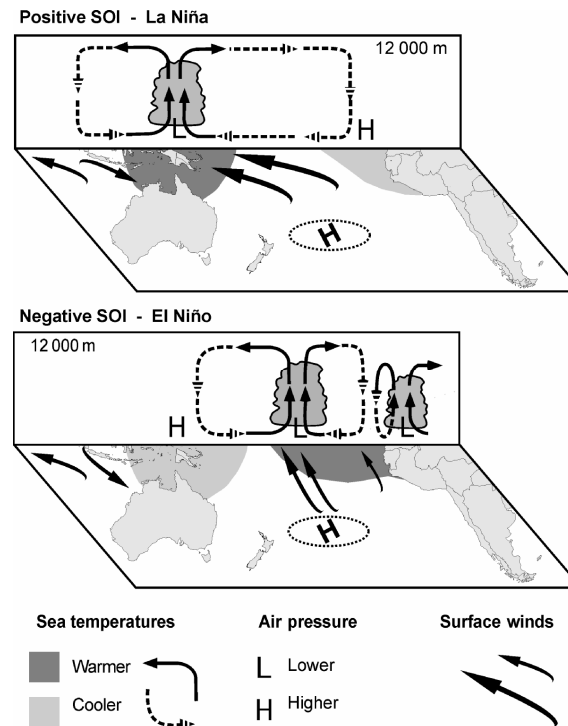 Positive SOI - La Niña
12 000 m
L
H
H
Negative SOI - El Niño
12 000 m
H
L
L
H
Sea temperatures
Air pressure
Surface winds
Warmer
L Lower
Cooler
H Higher